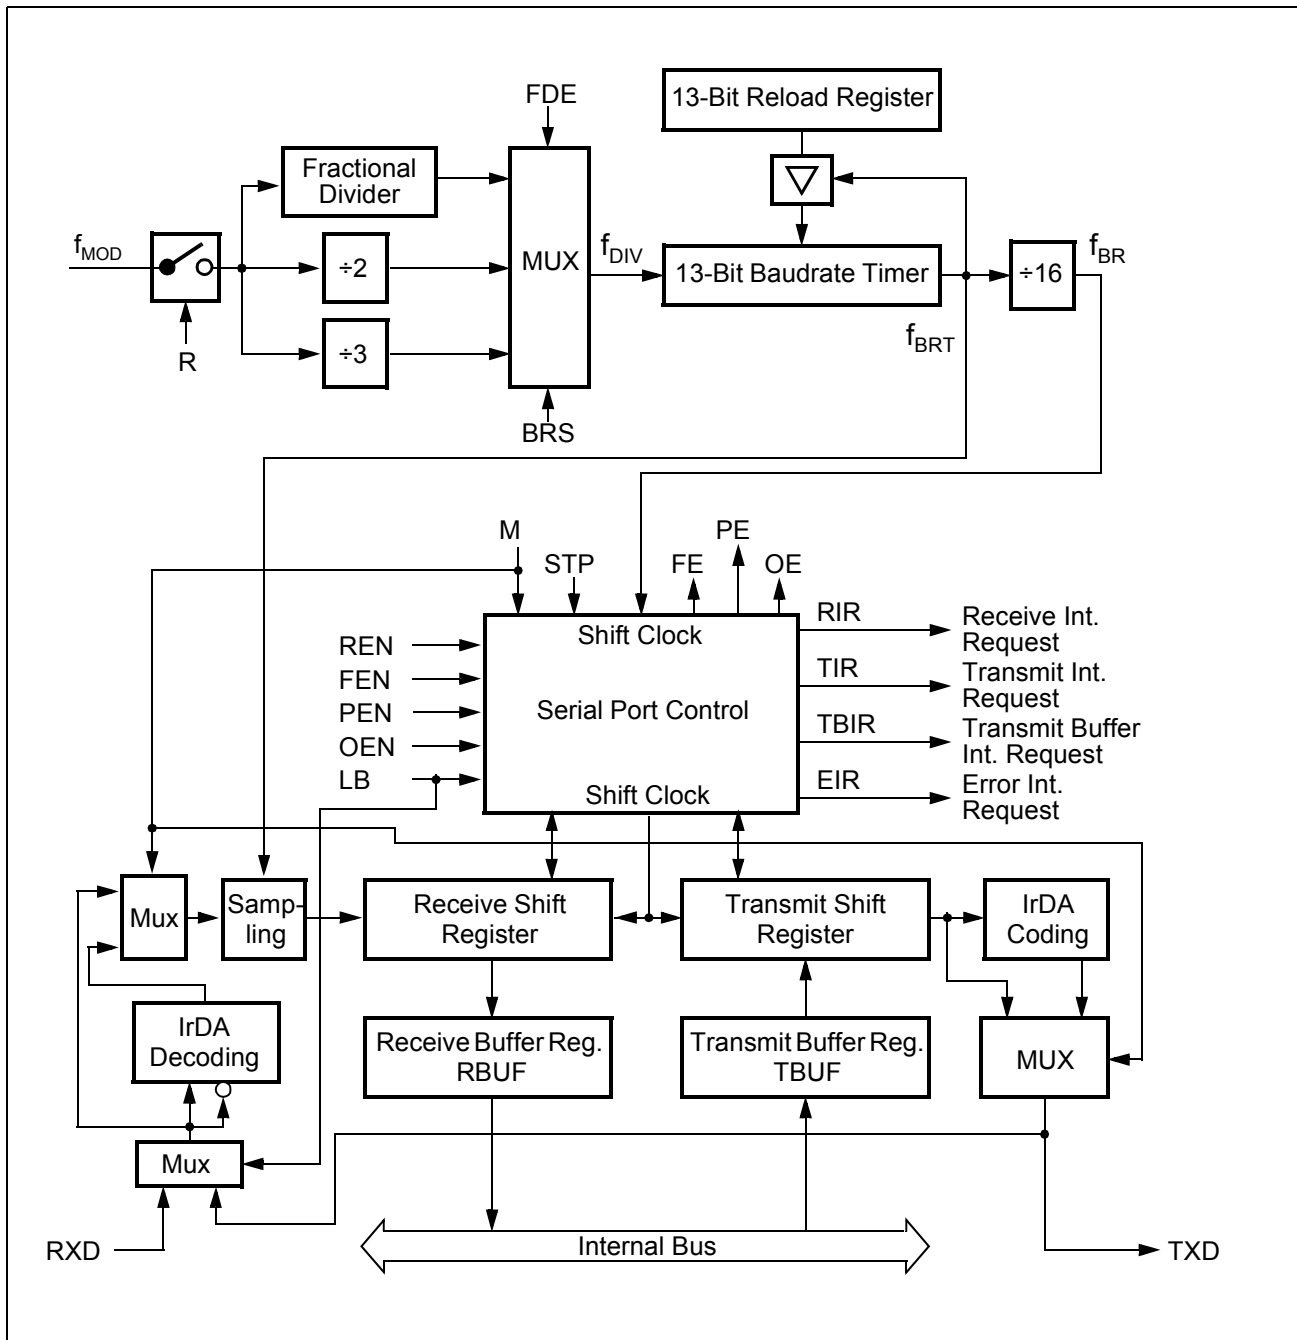 13-Bit Reload Register
FDE
Fractional
Divider
fMOD
÷2
MUX
fDIV
13-Bit Baudrate Timer
÷16
fBR
fBRT
R
÷3
BRS
M
STP
FE
PE
OE
Shift Clock
REN
FEN
PEN
OEN
LB
Serial Port Control
Shift Clock
RIR
Receive Int.
Request
TIR
Transmit Int.
Request
TBIR
Transmit Buffer
Int. Request
EIR
Error Int.
Request
Mux
Samp-
ling
Receive Shift
Register
Transmit Shift
Register
IrDA
Coding
IrDA
Decoding
Receive Buffer Reg.
RBUF
Transmit Buffer Reg.
TBUF
MUX
Mux
RXD
Internal Bus
TXD